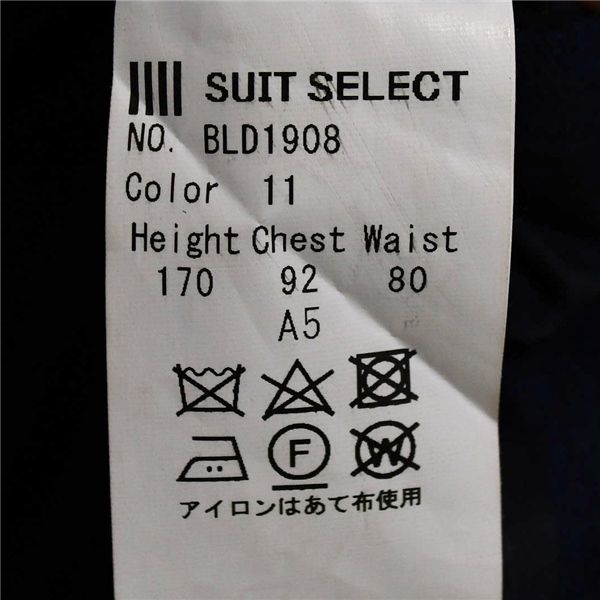 SUIT SELECT
NO. BLD1908
Color 11
Height Chest Waist
170 92 80
A5
F W
アイロンはあて布使用